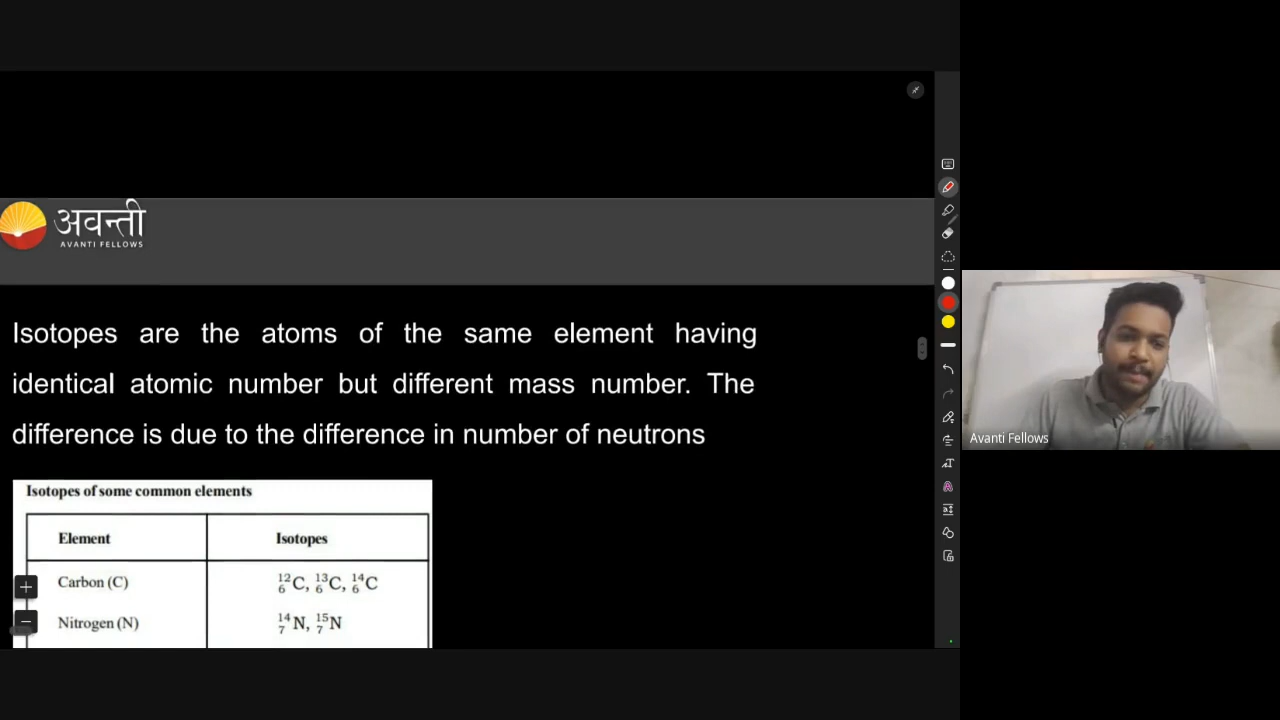 अवन्ती
AVANTI FELLOWS
Isotopes are the atoms of the same element having
identical atomic number but different mass number. The
difference is due to the difference in number of neutrons
Isotopes of some common elements
Element Isotopes
Carbon (C) ¹²₆C, ¹³₆C, ¹⁴₆C
Nitrogen (N) ¹⁴₇N, ¹⁵₇N
Avanti Fellows